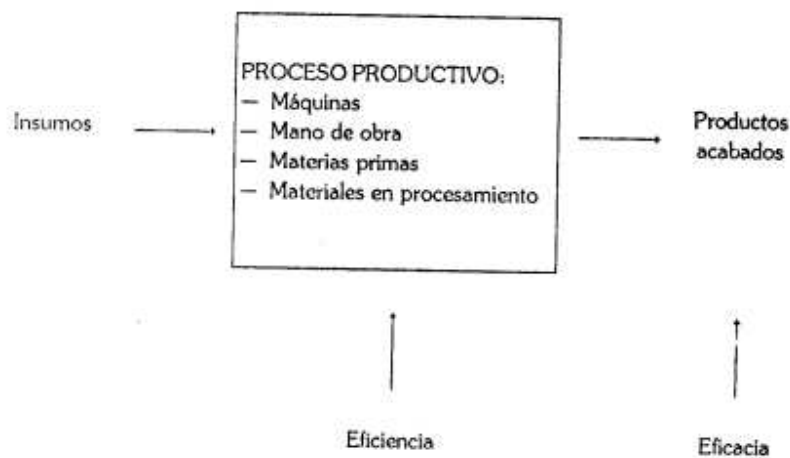 PROCESO PRODUCTIVO:
— Máquinas
— Mano de obra
— Materias primas
— Materiales en procesamiento
Insumos
Productos
acabados
Eficiencia
Eficacia